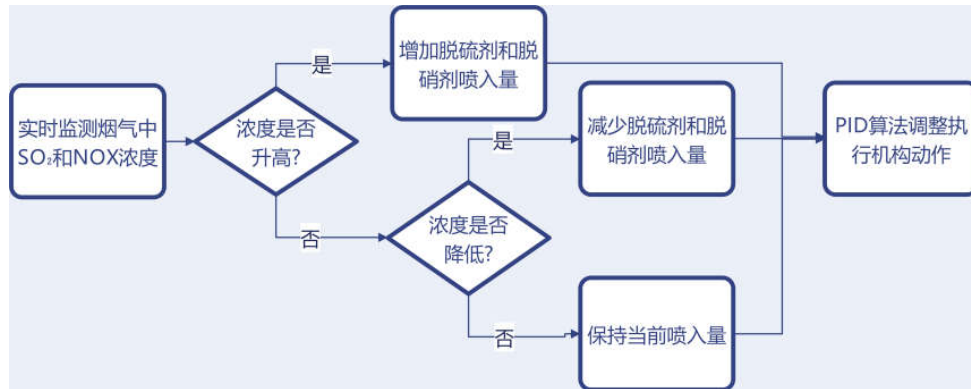 实时监测烟气中
SO₂和NOX浓度
浓度是否
升高?
是
增加脱硫剂和脱
硝剂喷入量
否
浓度是否
降低?
是
减少脱硫剂和脱
硝剂喷入量
否
保持当前喷入量
PID算法调整执
行机构动作